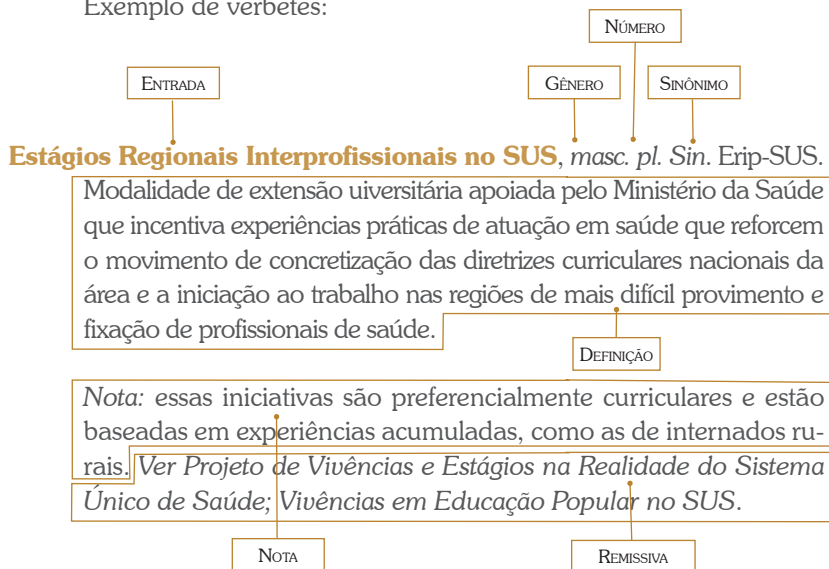 Exemplo de verbetes:
NÚMERO
ENTRADA
GÊNERO
SINÔNIMO
Estágios Regionais Interprofissionais no SUS, masc. pl. Sin. Erip-SUS.
Modalidade de extensão uiversitária apoiada pelo Ministério da Saúde
que incentiva experiências práticas de atuação em saúde que reforcem
o movimento de concretização das diretrizes curriculares nacionais da
área e a iniciação ao trabalho nas regiões de mais difícil provimento e
fixação de profissionais de saúde.
DEFINIÇÃO
Nota: essas iniciativas são preferencialmente curriculares e estão
baseadas em experiências acumuladas, como as de internados ru-
rais. Ver Projeto de Vivências e Estágios na Realidade do Sistema
Único de Saúde; Vivências em Educação Popular no SUS.
NOTA
REMISSIVA